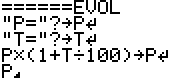 ======EVOL
"P="?→P↵
"T="?→T↵
P×(1+T÷100)→P↵
P◢